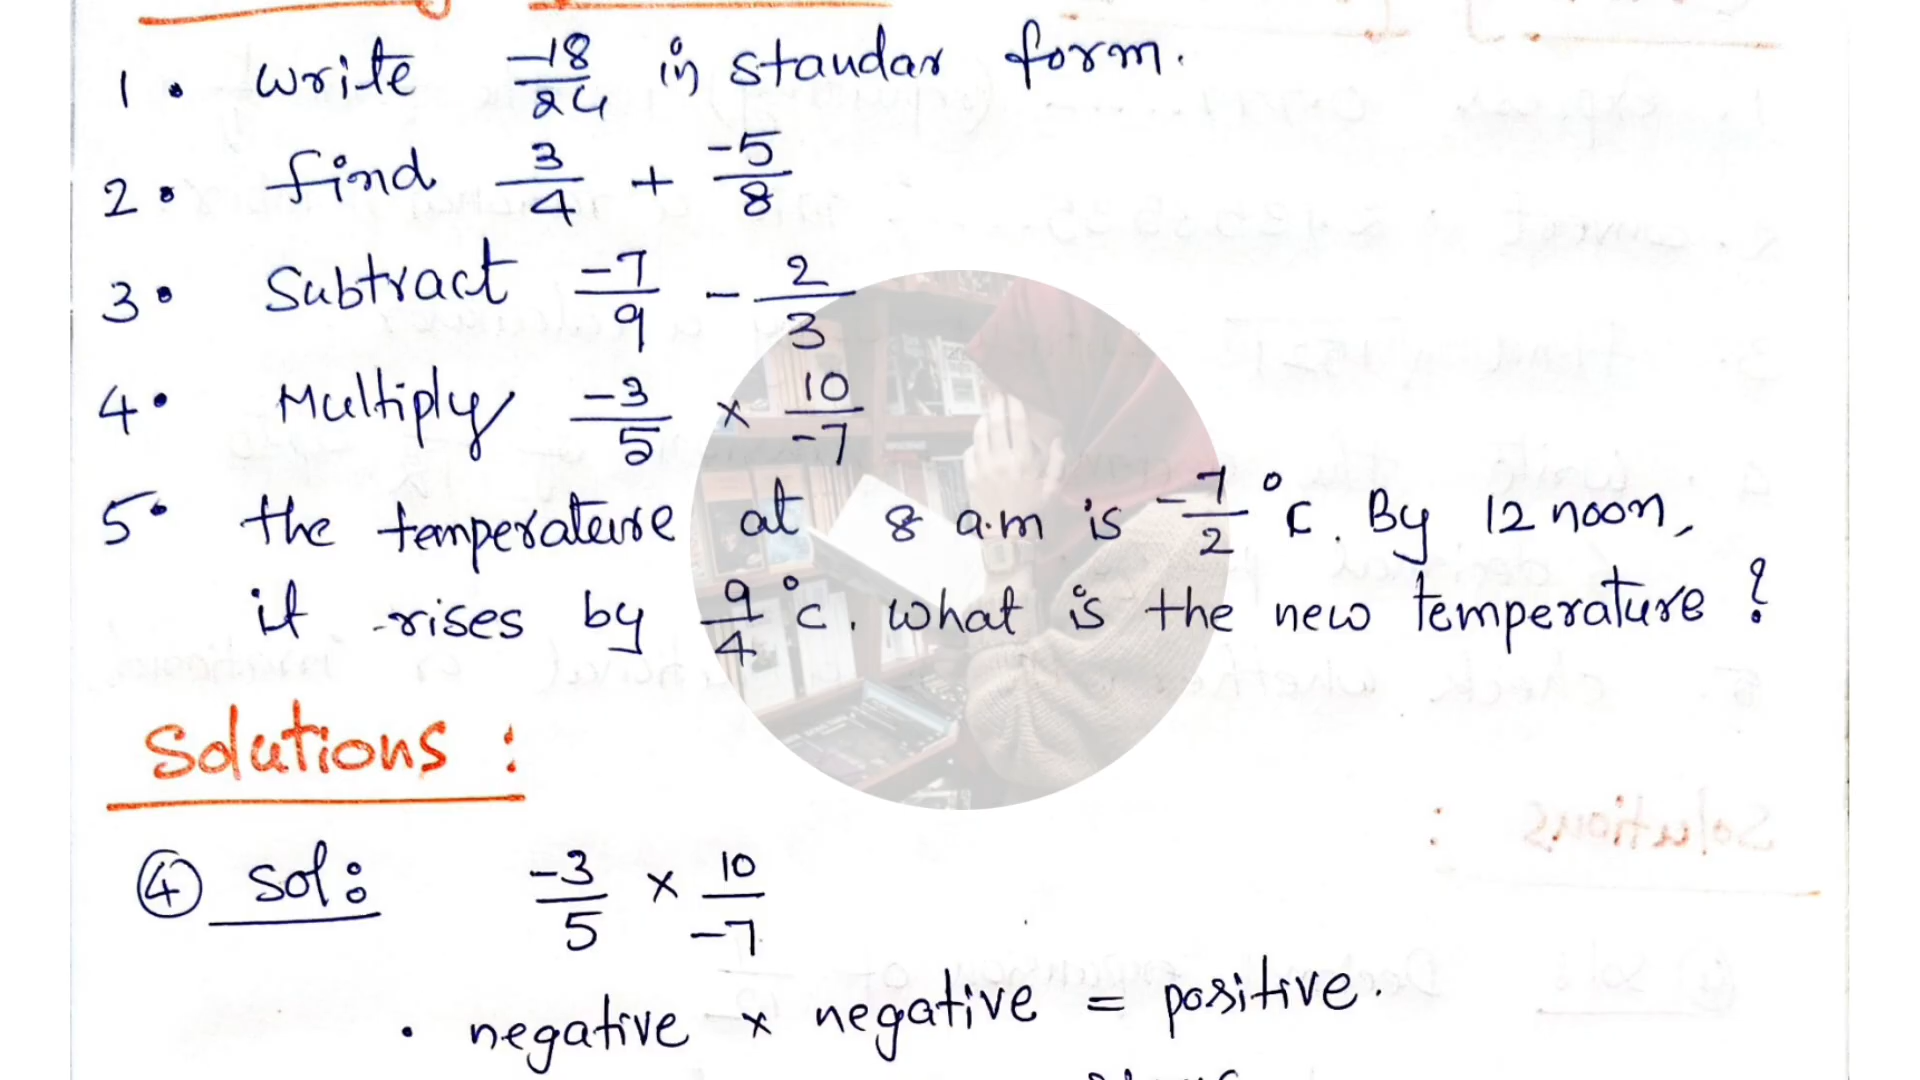 1. write -18/24 in standar form.
2. find 3/4 + -5/8
3. Subtract -7/9 - 2/3
4. Multiply -3/5 x 10/-7
5. the temperature at 8 a.m is -7/2 °C. By 12 noon,
it rises by 9/4 °C. what is the new temperature ?
Solutions :
④ sol: -3/5 x 10/-7
• negative x negative = positive.